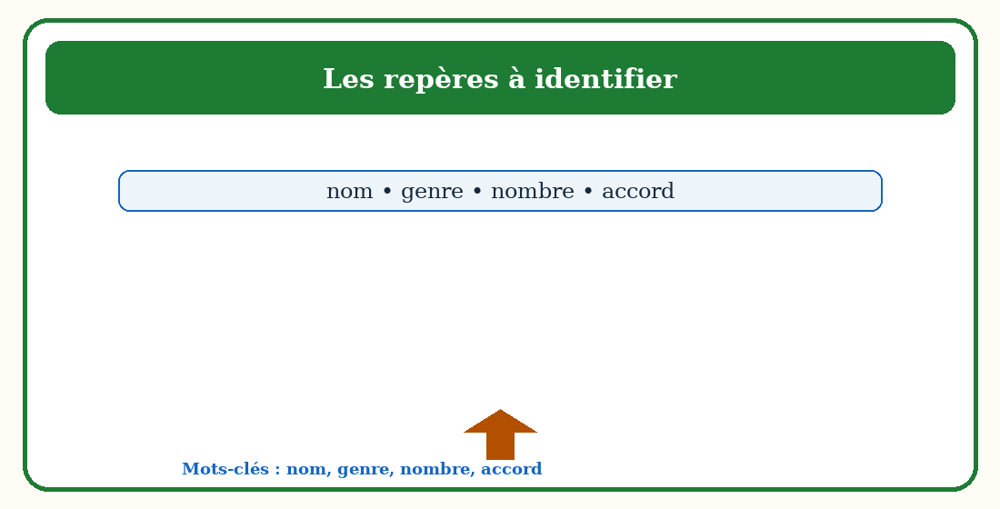 Les repères à identifier
nom • genre • nombre • accord
Mots-clés : nom, genre, nombre, accord